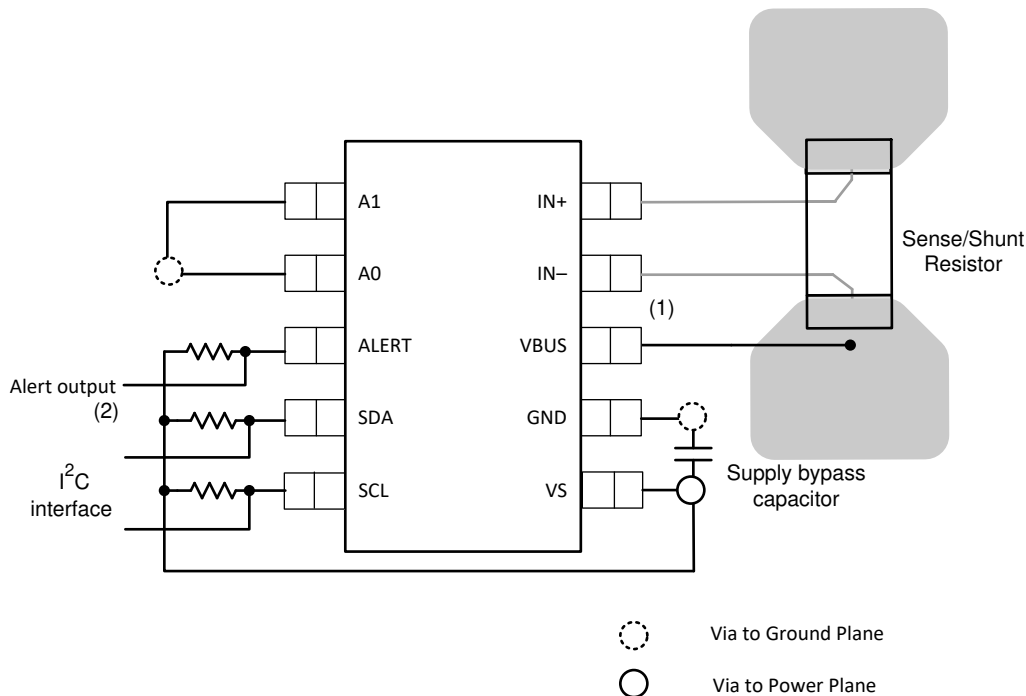 A1
A0
ALERT
SDA
SCL
IN+
IN–
VBUS
GND
VS
(1)
Alert output
(2)
I²C
interface
Sense/Shunt
Resistor
Supply bypass
capacitor
Via to Ground Plane
Via to Power Plane